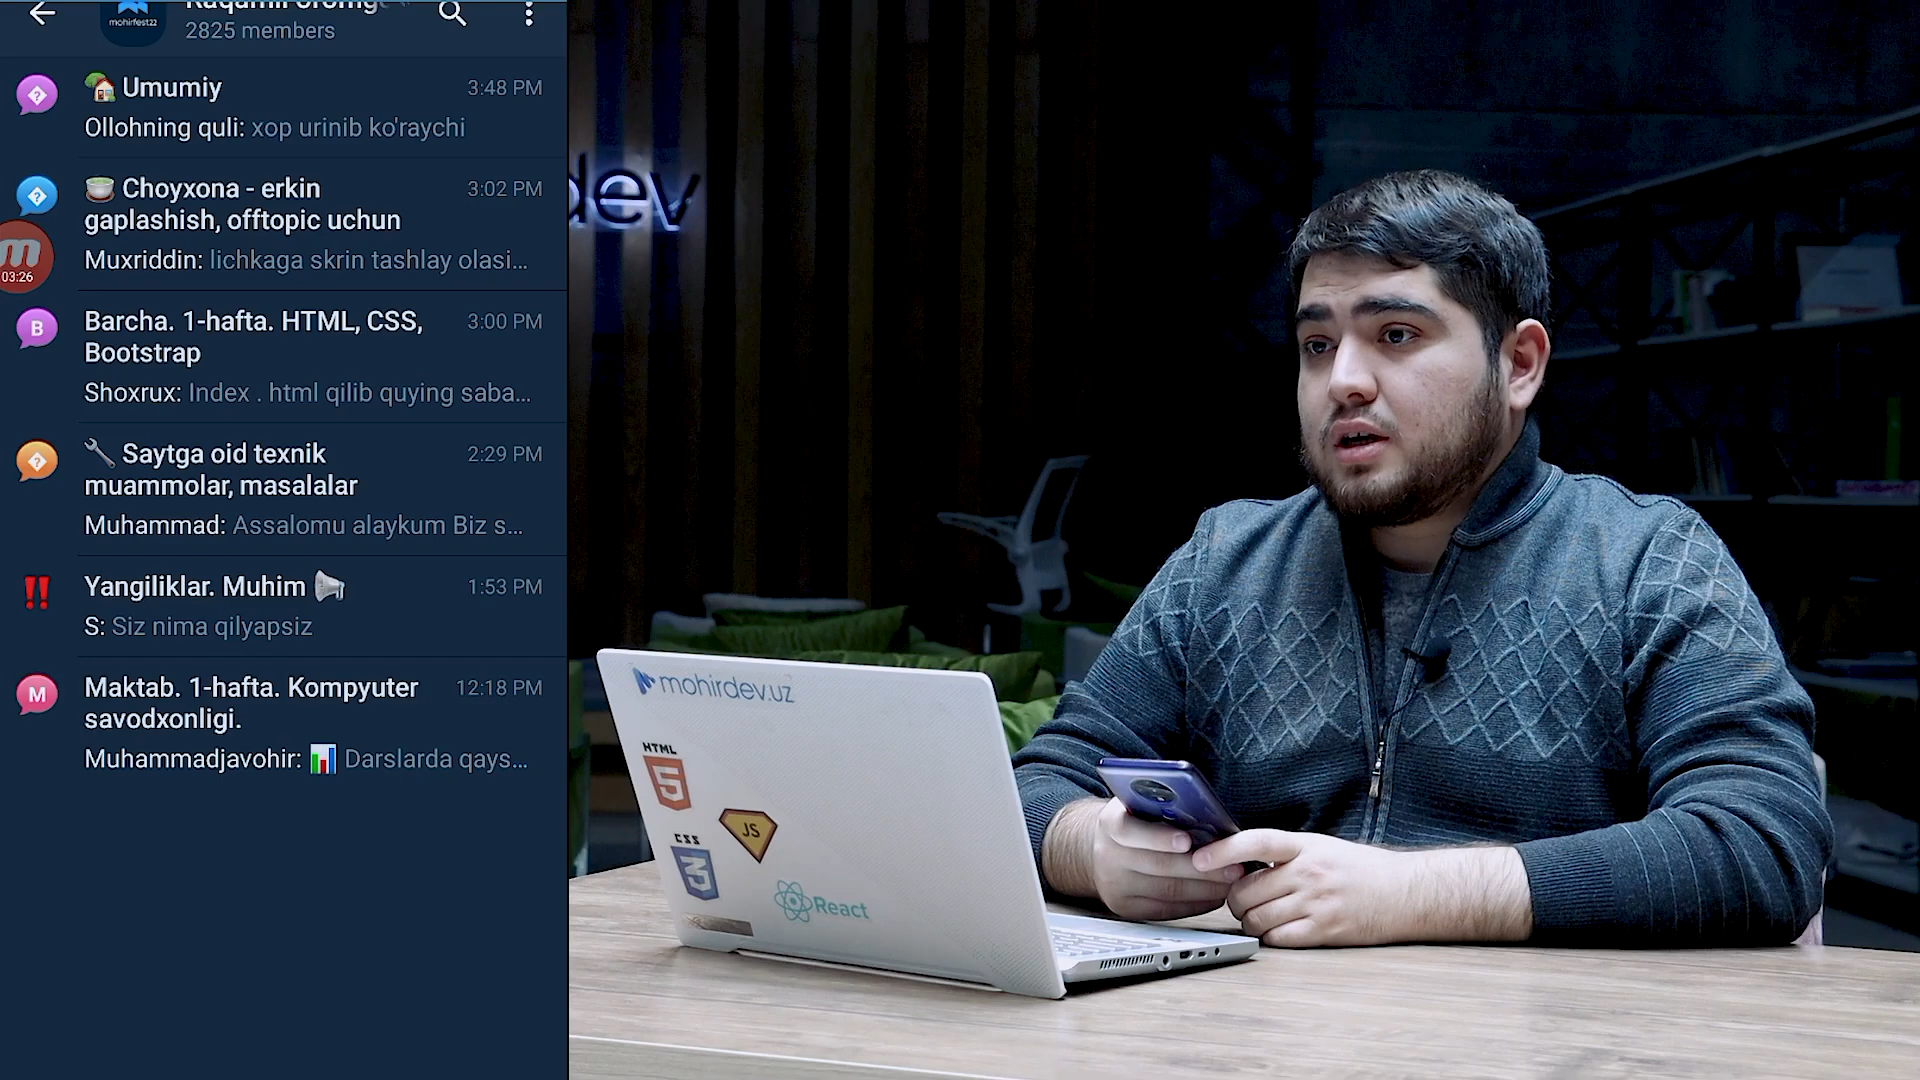 mohirfest22
2825 members
Umumiy 3:48 PM
Ollohning quli: xop urinib ko'raychi
Choyxona - erkin 3:02 PM
gaplashish, offtopic uchun
Muxriddin: lichkaga skrin tashlay olasi...
03:26
B
Barcha. 1-hafta. HTML, CSS, 3:00 PM
Bootstrap
Shoxrux: Index . html qilib quying saba...
Saytga oid texnik 2:29 PM
muammolar, masalalar
Muhammad: Assalomu alaykum Biz s...
Yangiliklar. Muhim 1:53 PM
S: Siz nima qilyapsiz
M
Maktab. 1-hafta. Kompyuter 12:18 PM
savodxonligi.
Muhammadjavohir: Darslarda qays...
dev
mohirdev.uz
HTML
5
JS
CSS
3
React